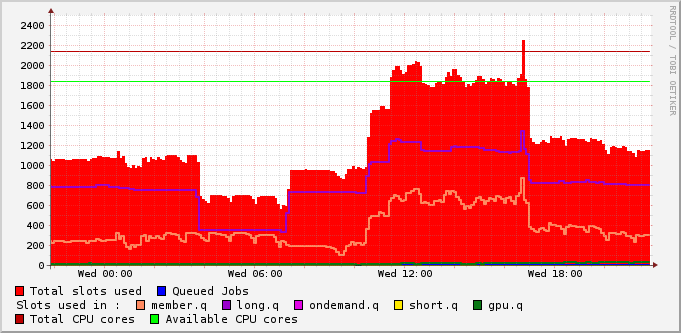 RRDTOOL / TOBI OETIKER
2400
2200
2000
1800
1600
1400
1200
1000
800
600
400
200
0
Wed 00:00 Wed 06:00 Wed 12:00 Wed 18:00
Total slots used Queued Jobs
Slots used in : member.q long.q ondemand.q short.q gpu.q
Total CPU cores Available CPU cores